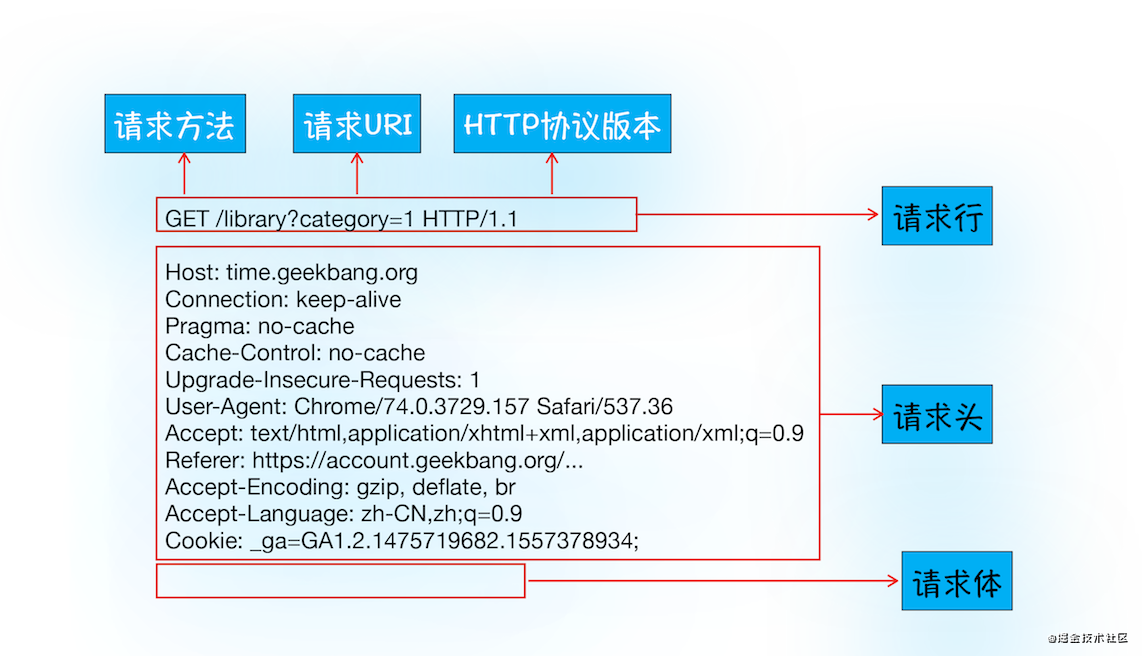 请求方法
请求URI
HTTP协议版本
GET /library?category=1 HTTP/1.1
请求行
Host: time.geekbang.org
Connection: keep-alive
Pragma: no-cache
Cache-Control: no-cache
Upgrade-Insecure-Requests: 1
User-Agent: Chrome/74.0.3729.157 Safari/537.36
Accept: text/html,application/xhtml+xml,application/xml;q=0.9
Referer: https://account.geekbang.org/...
Accept-Encoding: gzip, deflate, br
Accept-Language: zh-CN,zh;q=0.9
Cookie: _ga=GA1.2.1475719682.1557378934;
请求头
请求体
@掘金技术社区